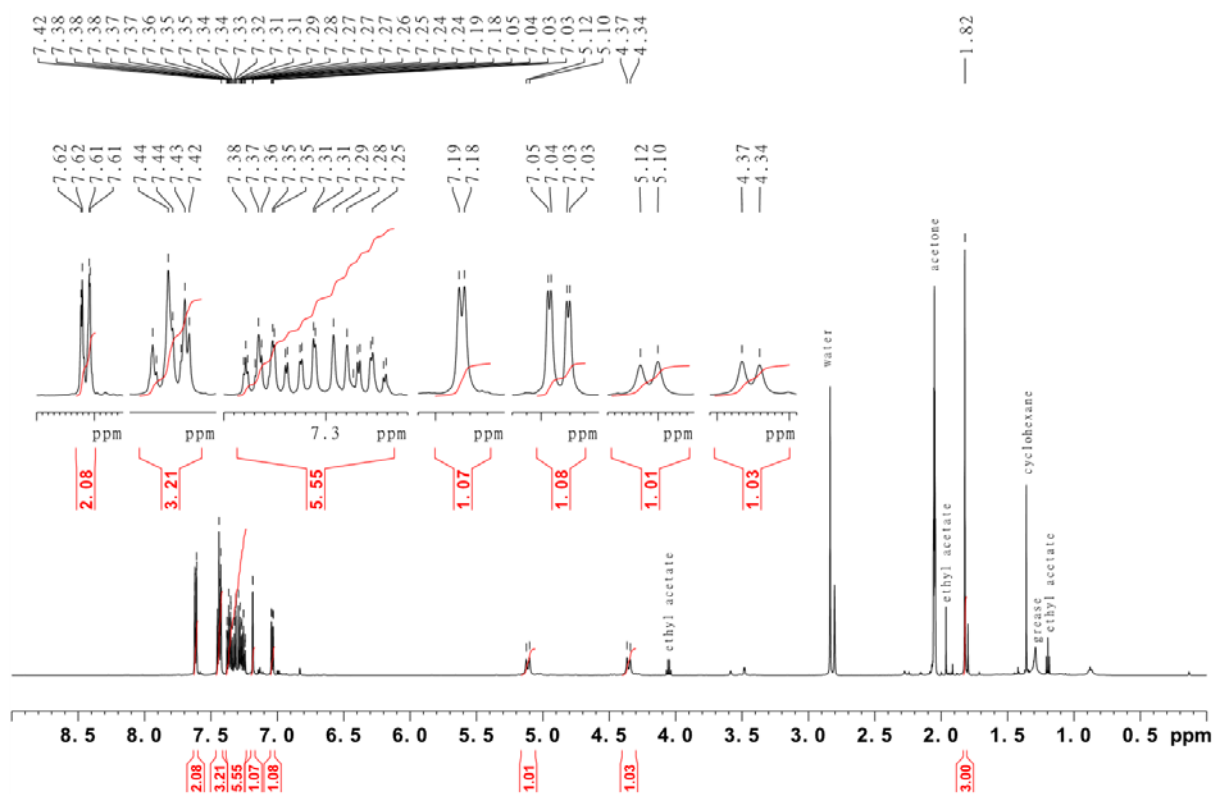 7.42 7.38 7.38 7.38 7.37 7.37 7.36 7.35 7.35 7.34 7.34 7.33 7.32 7.31 7.31 7.29 7.28 7.27 7.27 7.27 7.26 7.25 7.24 7.24 7.19 7.18 7.05 7.04 7.03 7.03 5.12 5.10 4.37 4.34 1.82
7.62 7.62 7.61 7.61 7.44 7.44 7.43 7.42 7.38 7.37 7.36 7.35 7.35 7.31 7.31 7.29 7.28 7.25 7.19 7.18 7.05 7.04 7.03 7.03 5.12 5.10 4.37 4.34
acetone
water
cyclohexane
ppm ppm 7.3 ppm ppm ppm ppm ppm
2.08 3.21 5.55 1.07 1.08 1.01 1.03
ethyl acetate
ethyl acetate
grease
ethyl acetate
8.5 8.0 7.5 7.0 6.5 6.0 5.5 5.0 4.5 4.0 3.5 3.0 2.5 2.0 1.5 1.0 0.5 ppm
2.08 3.21 5.55 1.07 1.08 1.01 1.03 3.00